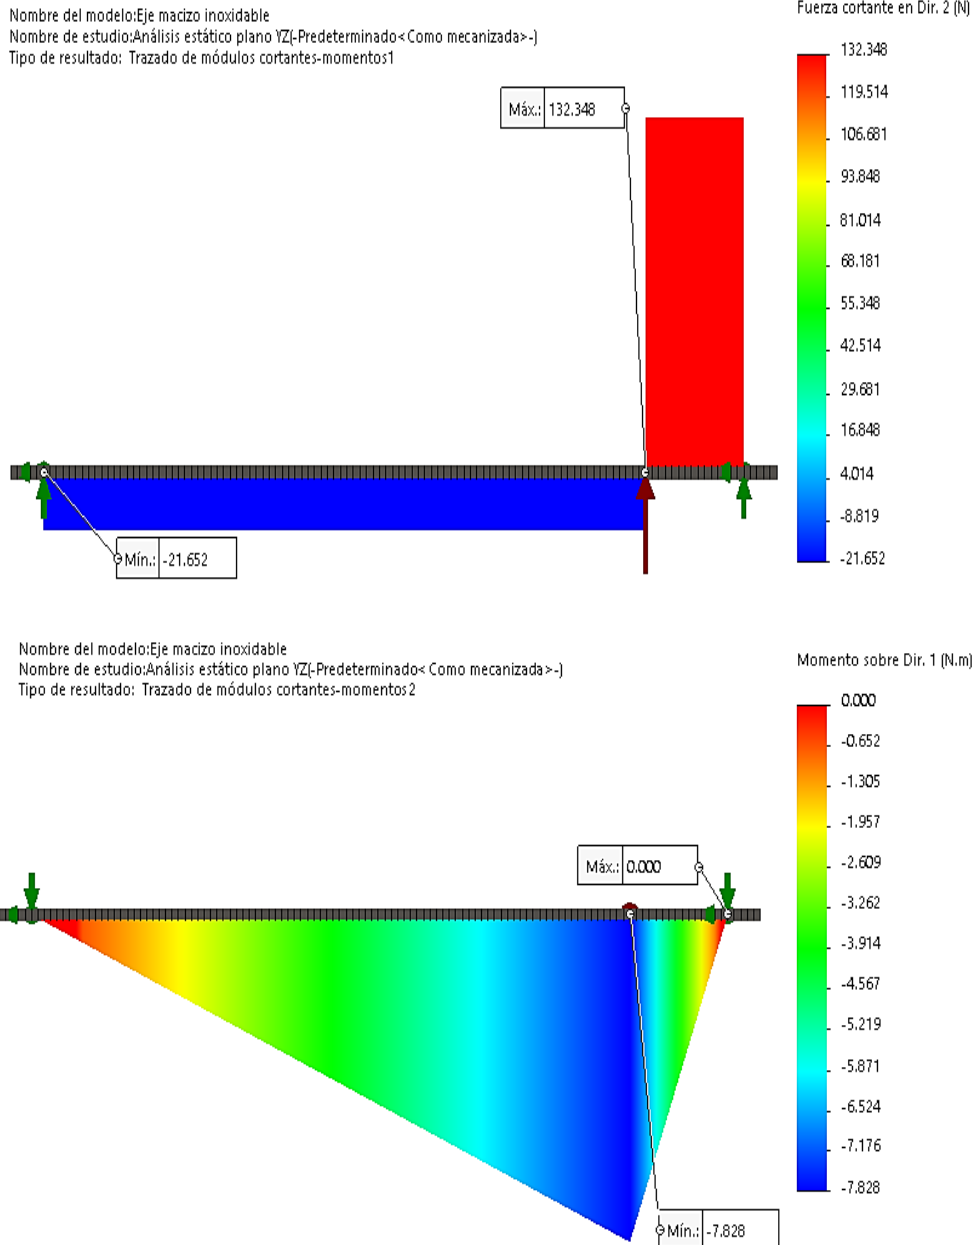 Nombre del modelo:Eje macizo inoxidable
Nombre de estudio:Análisis estático plano YZ(-Predeterminado<Como mecanizada>-)
Tipo de resultado: Trazado de módulos cortantes-momentos1
Fuerza cortante en Dir. 2 (N)
132.348
119.514
106.681
93.848
81.014
68.181
55.348
42.514
29.681
16.848
4.014
-8.819
-21.652
Máx.: 132.348
Mín.: -21.652
Nombre del modelo:Eje macizo inoxidable
Nombre de estudio:Análisis estático plano YZ(-Predeterminado<Como mecanizada>-)
Tipo de resultado: Trazado de módulos cortantes-momentos2
Momento sobre Dir. 1 (N.m)
0.000
-0.652
-1.305
-1.957
-2.609
-3.262
-3.914
-4.567
-5.219
-5.871
-6.524
-7.176
-7.828
Máx.: 0.000
Mín.: -7.828